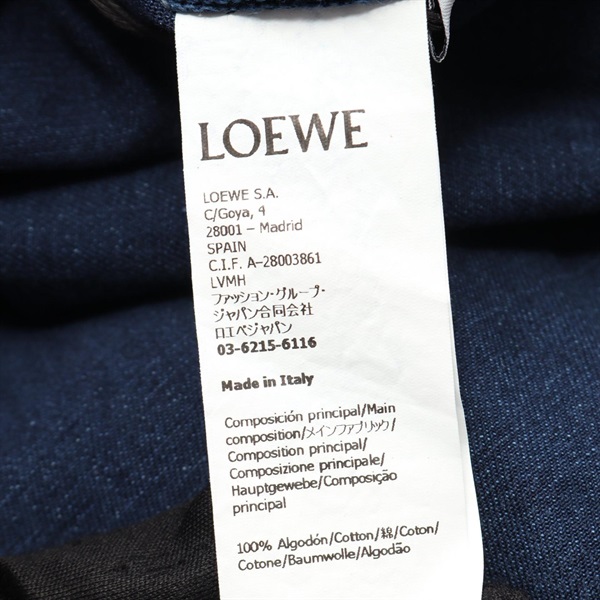 LOEWE
LOEWE S.A.
C/Goya, 4
28001 – Madrid
SPAIN
C.I.F. A–28003861
LVMH
ファッション・グループ・
ジャパン合同会社
ロエベジャパン
03-6215-6116
Made in Italy
Composición principal/Main
composition/メインファブリック/
Composition principal/
Composizione principale/
Hauptgewebe/Composição
principal
100% Algodón/Cotton/綿/Coton/
Cotone/Baumwolle/Algodão